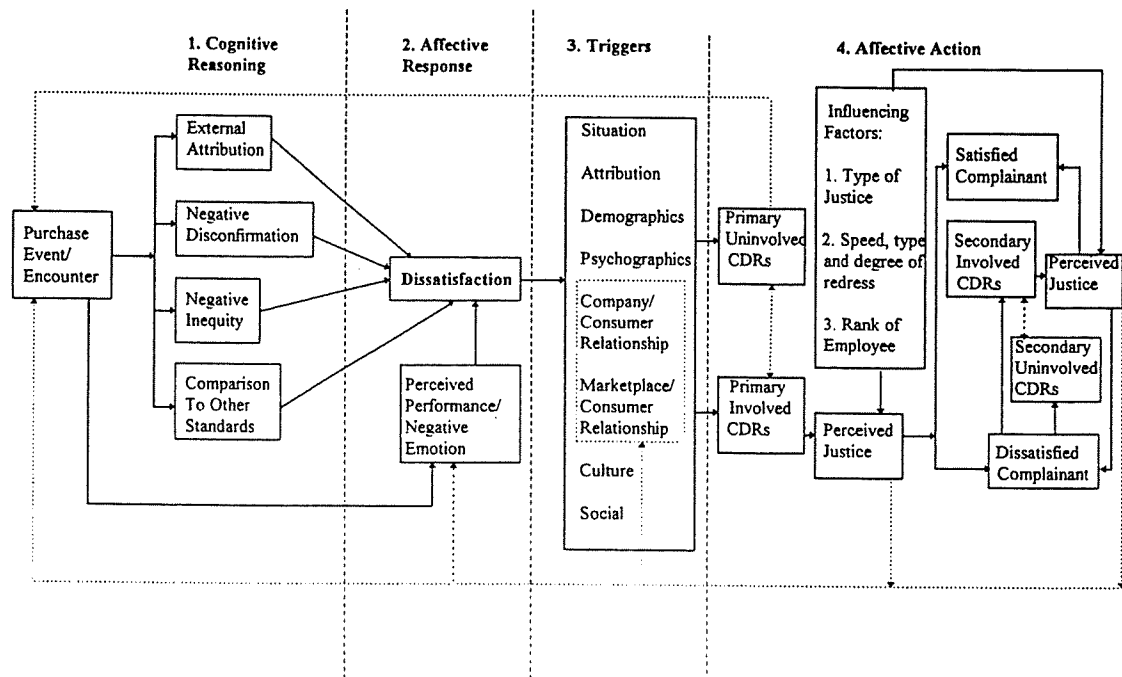 1. Cognitive
Reasoning
2. Affective
Response
3. Triggers
4. Affective Action
Purchase
Event/
Encounter
External
Attribution
Negative
Disconfirmation
Negative
Inequity
Comparison
To Other
Standards
Dissatisfaction
Perceived
Performance/
Negative
Emotion
Situation
Attribution
Demographics
Psychographics
Company/
Consumer
Relationship
Marketplace/
Consumer
Relationship
Culture
Social
Primary
Uninvolved
CDRs
Primary
Involved
CDRs
Influencing
Factors:
1. Type of
Justice
2. Speed, type
and degree of
redress
3. Rank of
Employee
Perceived
Justice
Satisfied
Complainant
Secondary
Involved
CDRs
Perceived
Justice
Secondary
Uninvolved
CDRs
Dissatisfied
Complainant